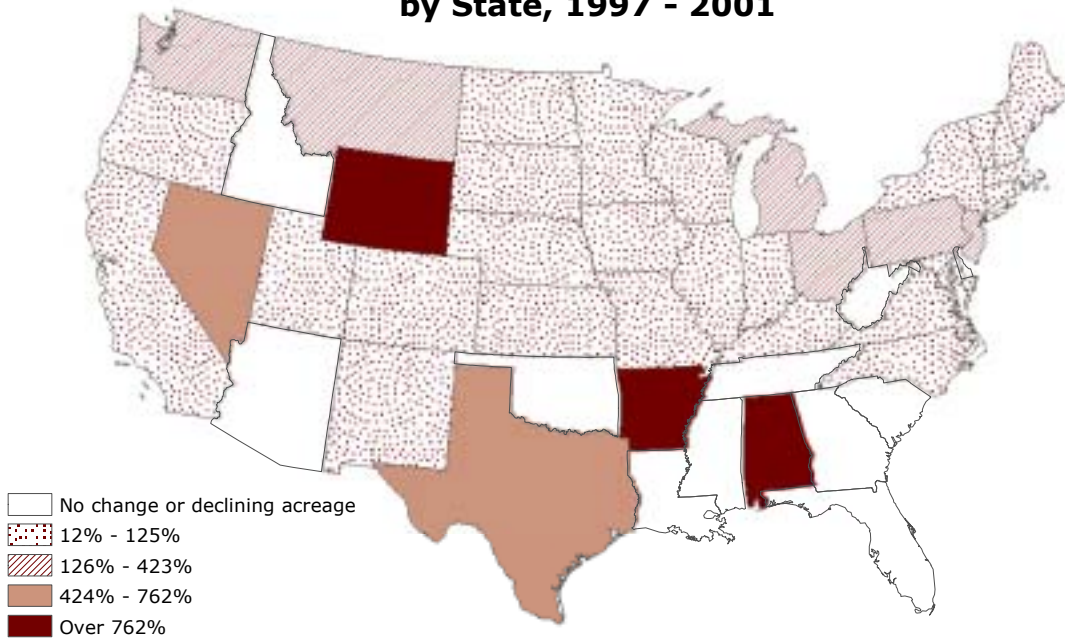 by State, 1997 - 2001
No change or declining acreage
12% - 125%
126% - 423%
424% - 762%
Over 762%